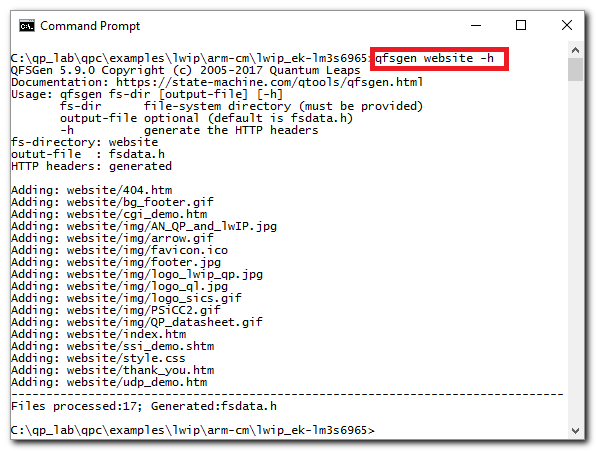 Command Prompt
C:\qp_lab\qpc\examples\lwip\arm-cm\lwip_ek-lm3s6965>qfsgen website -h
QFSGen 5.9.0 Copyright (c) 2005-2017 Quantum Leaps
Documentation: https://state-machine.com/qtools/qfsgen.html
Usage: qfsgen fs-dir [output-file] [-h]
       fs-dir      file-system directory (must be provided)
       output-file optional (default is fsdata.h)
       -h          generate the HTTP headers
fs-directory: website
outut-file  : fsdata.h
HTTP headers: generated

Adding: website/404.htm
Adding: website/bg_footer.gif
Adding: website/cgi_demo.htm
Adding: website/img/AN_QP_and_lwIP.jpg
Adding: website/img/arrow.gif
Adding: website/img/favicon.ico
Adding: website/img/footer.jpg
Adding: website/img/logo_lwip_qp.jpg
Adding: website/img/logo_ql.jpg
Adding: website/img/logo_sics.gif
Adding: website/img/PSiCC2.gif
Adding: website/img/QP_datasheet.gif
Adding: website/index.htm
Adding: website/ssi_demo.shtm
Adding: website/style.css
Adding: website/thank_you.htm
Adding: website/udp_demo.htm
-------------------------------------------------------------------------------
Files processed:17; Generated:fsdata.h

C:\qp_lab\qpc\examples\lwip\arm-cm\lwip_ek-lm3s6965>